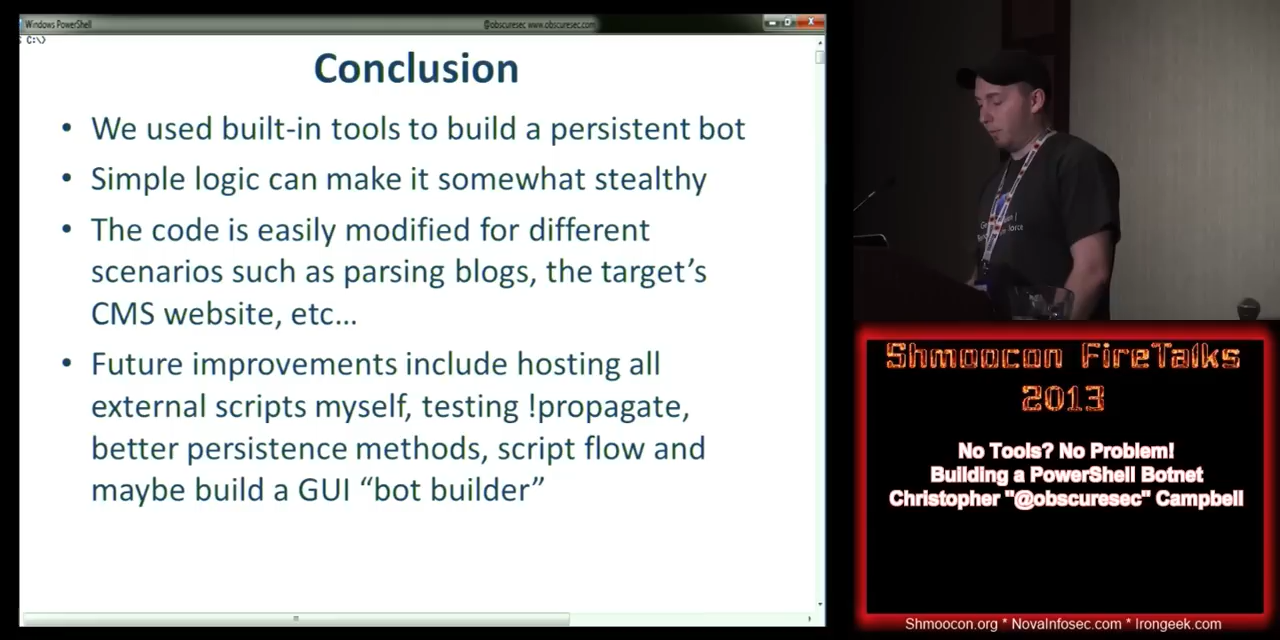 Windows PowerShell
@obscuresec www.obscuresec.com
C:\>
Conclusion
• We used built-in tools to build a persistent bot
• Simple logic can make it somewhat stealthy
• The code is easily modified for different
scenarios such as parsing blogs, the target’s
CMS website, etc…
• Future improvements include hosting all
external scripts myself, testing !propagate,
better persistence methods, script flow and
maybe build a GUI “bot builder”
Shmoocon FireTalks
2013
No Tools? No Problem!
Building a PowerShell Botnet
Christopher "@obscuresec" Campbell
Shmoocon.org * NovaInfosec.com * Irongeek.com